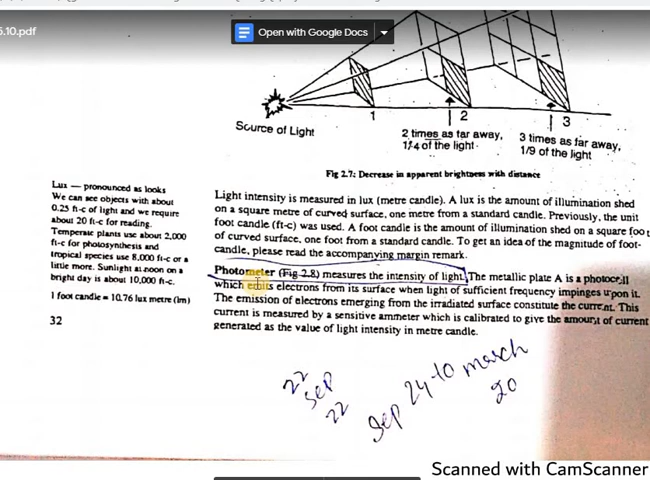 5.10.pdf
Open with Google Docs
Source of Light
1
2
3
2 times as far away,
1/4 of the light
3 times as far away,
1/9 of the light
Fig 2.7: Decrease in apparent brightness with distance
Lux — pronounced as looks
We can see objects with about
0.25 ft-c of light and we require
about 20 ft-c for reading.
Temperate plants use about 2,000
ft-c for photosynthesis and
tropical species use 8,000 ft-c or a
little more. Sunlight at noon on a
bright day is about 10,000 ft-c.
1 foot candle = 10.76 lux metre (lm)
32
Light intensity is measured in lux (metre candle). A lux is the amount of illumination shed
on a square metre of curved surface, one metre from a standard candle. Previously, the unit
foot candle (ft-c) was used. A foot candle is the amount of illumination shed on a square foot
of curved surface, one foot from a standard candle. To get an idea of the magnitude of foot-
candle, please read the accompanying margin remark.
Photometer (Fig 2.8) measures the intensity of light. The metallic plate A is a photocell
which emits electrons from its surface when light of sufficient frequency impinges upon it.
The emission of electrons emerging from the irradiated surface constitute the current. This
current is measured by a sensitive ammeter which is calibrated to give the amount of current
generated as the value of light intensity in metre candle.
22
Sep
22
Sep 24 to march
20
Scanned with CamScanner